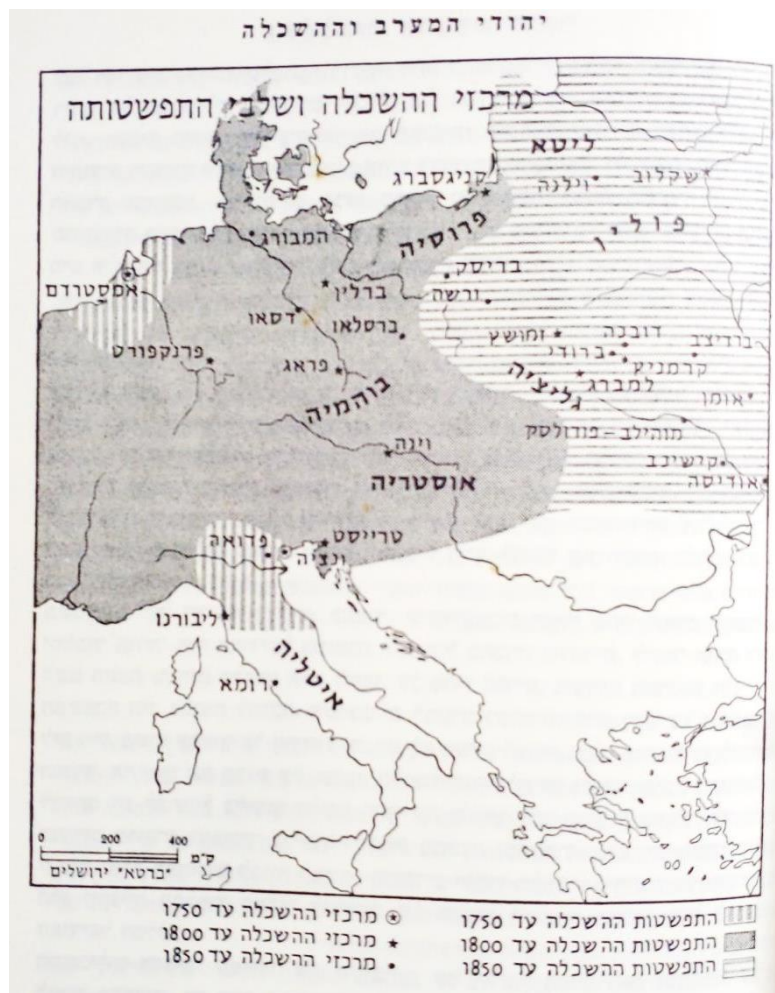 יהודי המערב וההשכלה
מרכזי ההשכלה ושלבי התפשטותה
ליטא
קניגסברג
וילנה
שקלוב
פרוסיה
פולין
המבורג
בריסק
אמסטרדם
ברלין
ורשה
דסאו
ברסלאו
זמושץ
דובנה
ברדיצב
ברודי
פרנקפורט
פראג
קרמניץ
גליציה
למברג
אומן
בוהמיה
מוהילב - פודולסק
וינה
קישינב
אודיסה
אוסטריה
פדואה
טרייסט
ונציה
ליבורנו
איטליה
רומא
0 200 400
ק״מ
יכרטא׳ ירושלים
התפשטות ההשכלה עד 1750
התפשטות ההשכלה עד 1800
התפשטות ההשכלה עד 1850
מרכזי ההשכלה עד 1750
מרכזי ההשכלה עד 1800
מרכזי ההשכלה עד 1850